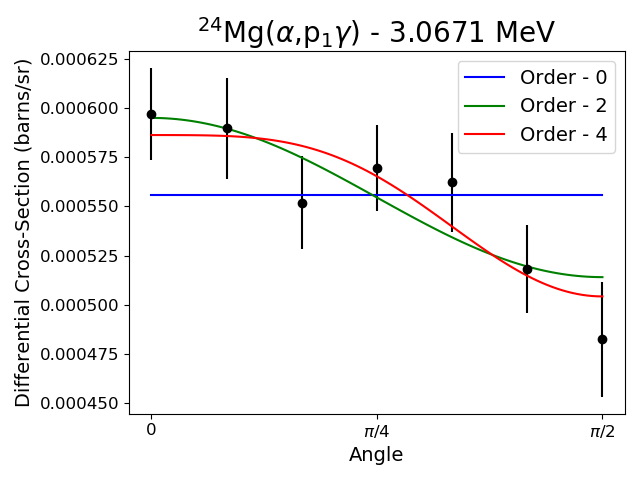 ²⁴Mg(α,p₁γ) - 3.0671 MeV
Differential Cross-Section (barns/sr)
0.000625
0.000600
0.000575
0.000550
0.000525
0.000500
0.000475
0.000450
Order - 0
Order - 2
Order - 4
0 π/4 π/2
Angle